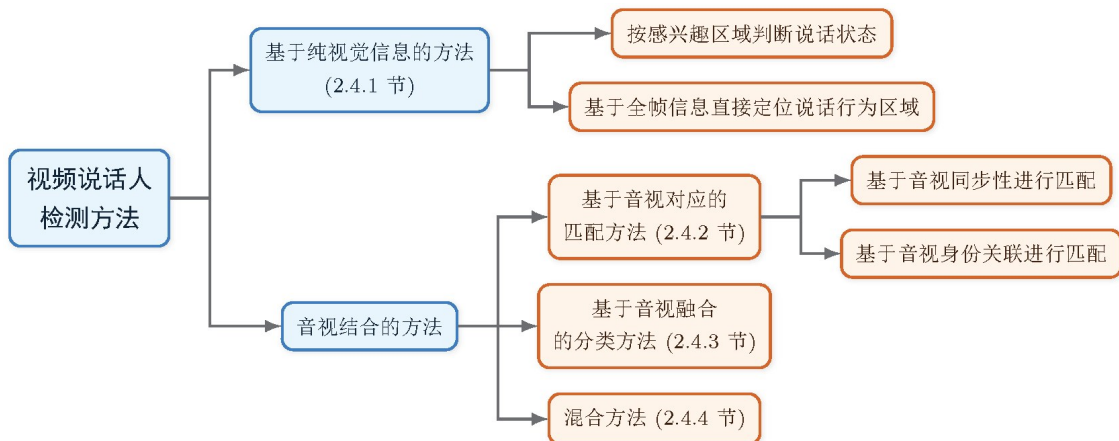 视频说话人
检测方法
基于纯视觉信息的方法
(2.4.1 节)
按感兴趣区域判断说话状态
基于全帧信息直接定位说话行为区域
音视结合的方法
基于音视对应的
匹配方法 (2.4.2 节)
基于音视同步性进行匹配
基于音视身份关联进行匹配
基于音视融合
的分类方法 (2.4.3 节)
混合方法 (2.4.4 节)